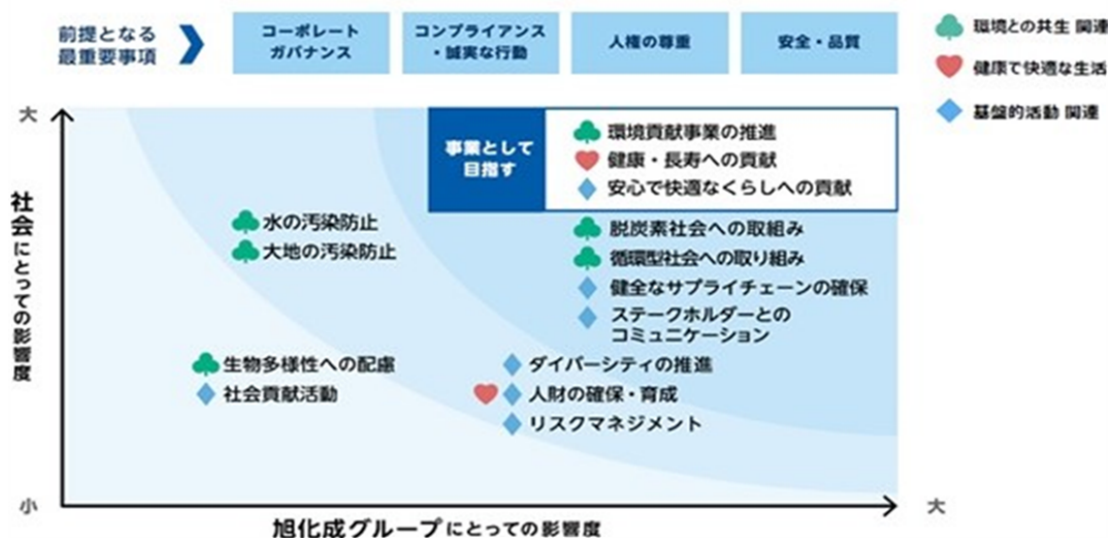 前提となる
最重要事項
コーポレート
ガバナンス
コンプライアンス
・誠実な行動
人権の尊重
安全・品質
環境との共生 関連
健康で快適な生活
基盤的活動 関連
大
社会にとっての影響度
小
事業として
目指す
環境貢献事業の推進
健康・長寿への貢献
安心で快適なくらしへの貢献
水の汚染防止
大地の汚染防止
脱炭素社会への取組み
循環型社会への取り組み
健全なサプライチェーンの確保
ステークホルダーとの
コミュニケーション
生物多様性への配慮
社会貢献活動
ダイバーシティの推進
人財の確保・育成
リスクマネジメント
旭化成グループにとっての影響度
大